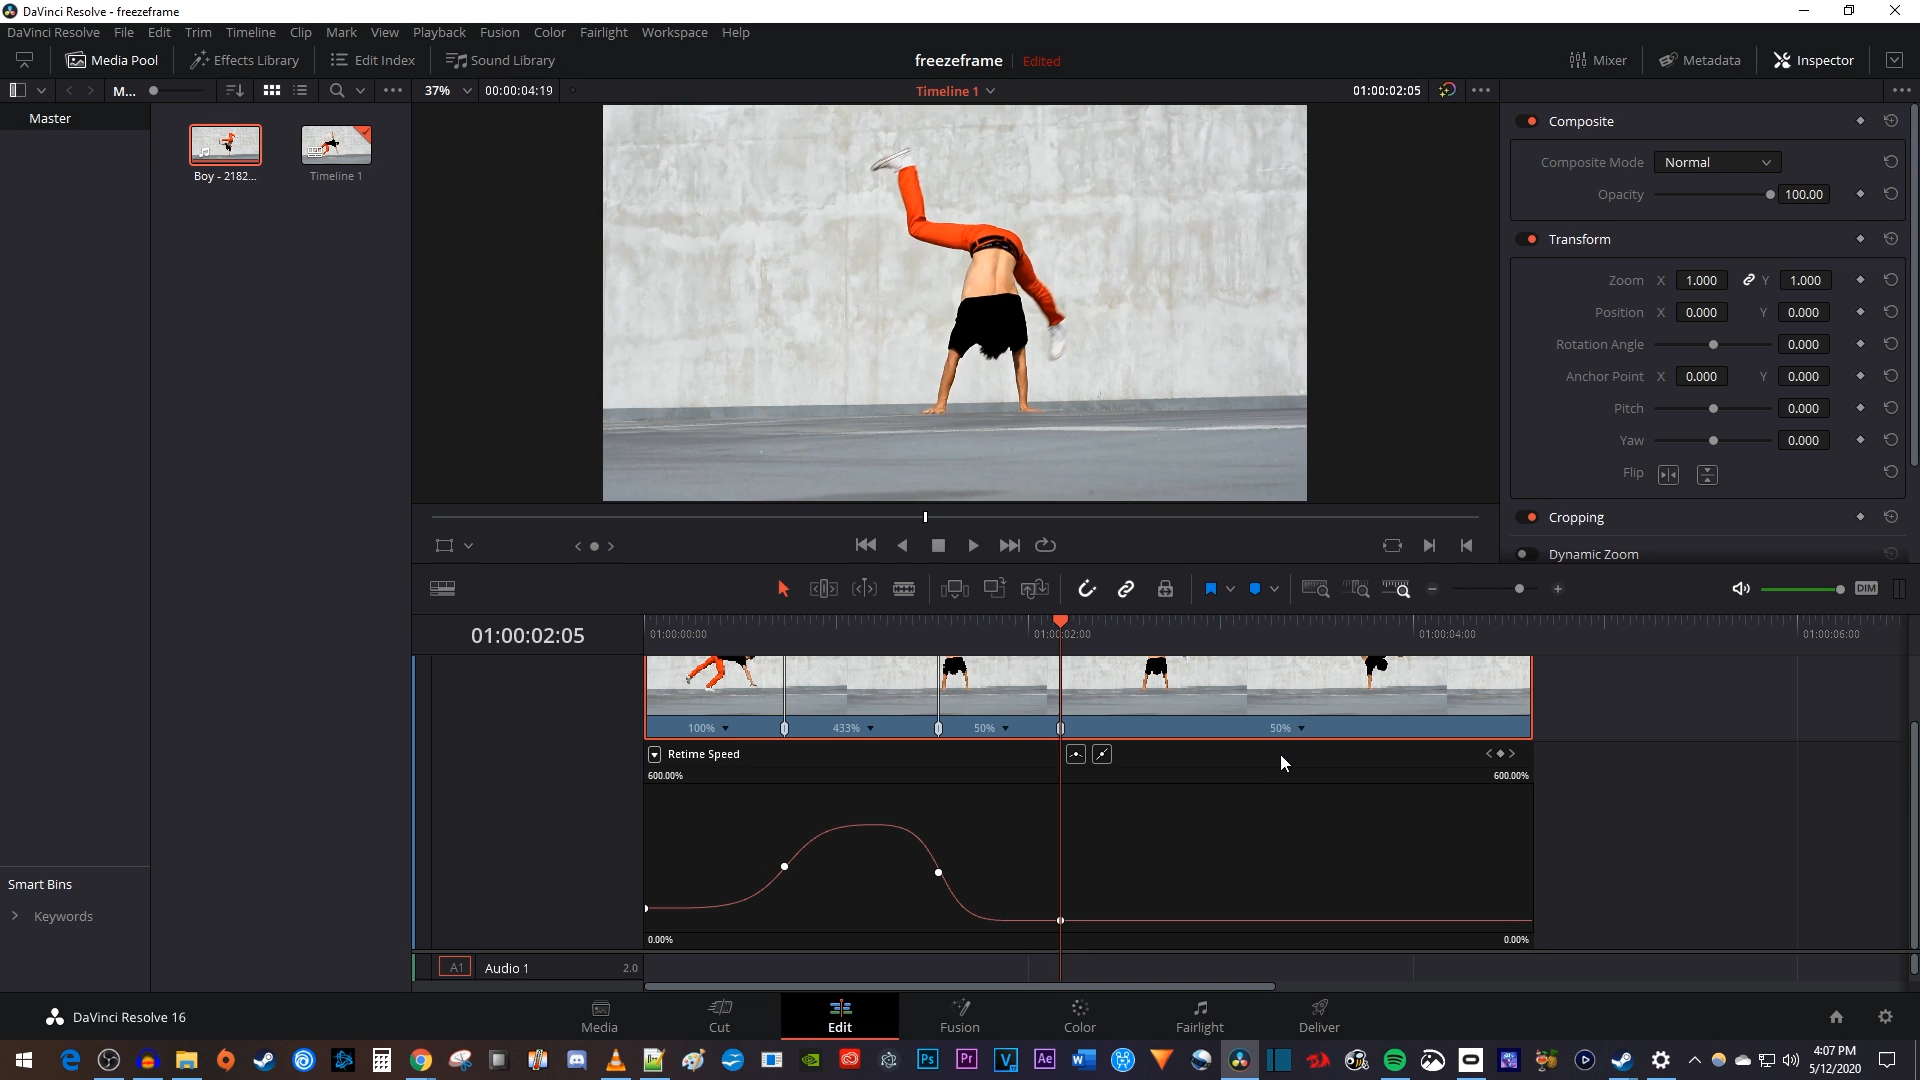 DaVinci Resolve - freezeframe
DaVinci Resolve File Edit Trim Timeline Clip Mark View Playback Fusion Color Fairlight Workspace Help
Media Pool Effects Library Edit Index Sound Library freezeframe Edited Mixer Metadata Inspector
M... 37% 00:00:04:19 Timeline 1 01:00:02:05
Master
Boy - 2182... Timeline 1
Composite
Composite Mode Normal
Opacity 100.00
Transform
Zoom X 1.000 Y 1.000
Position X 0.000 Y 0.000
Rotation Angle 0.000
Anchor Point X 0.000 Y 0.000
Pitch 0.000
Yaw 0.000
Flip
Cropping
Dynamic Zoom
DIM
01:00:02:05 01:00:00:00 01:00:02:00 01:00:04:00 01:00:06:00
100% 433% 50% 50%
Retime Speed
600.00% 600.00%
Smart Bins
Keywords
0.00% 0.00%
A1 Audio 1 2.0
DaVinci Resolve 16 Media Cut Edit Fusion Color Fairlight Deliver
Ps Pr V Ae W
4:07 PM
5/12/2020